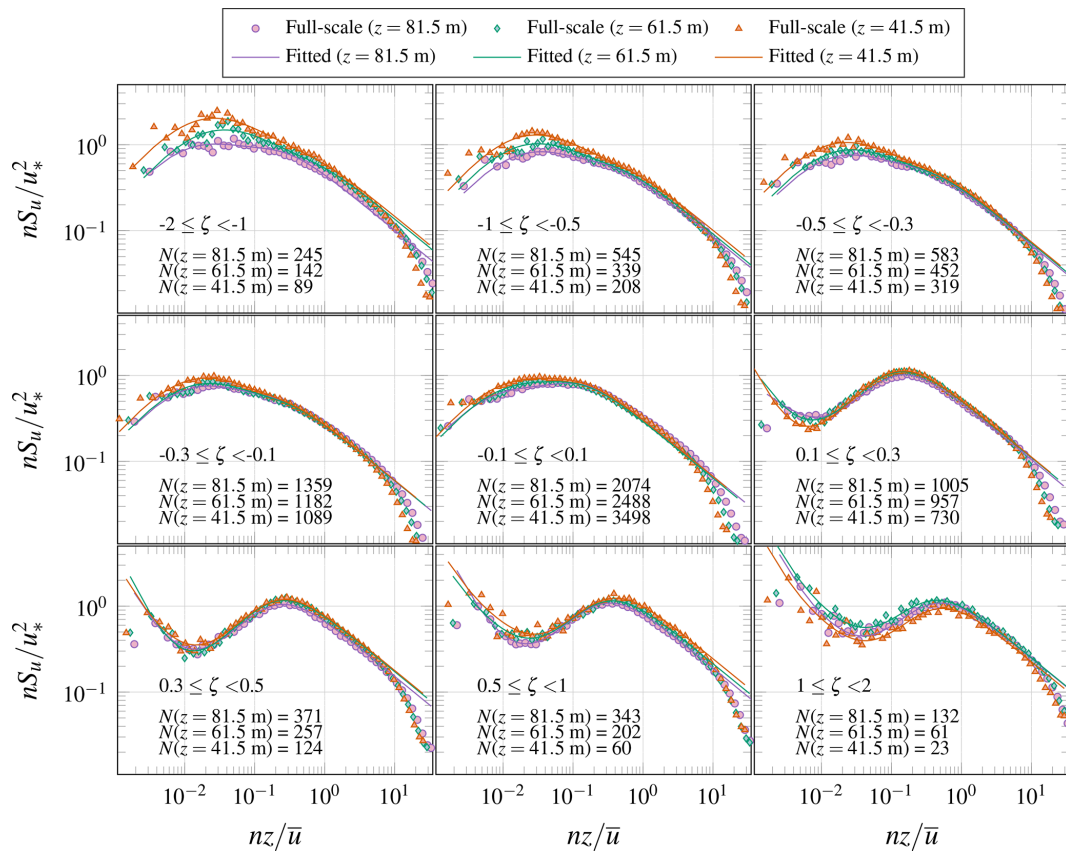 Full-scale (z = 81.5 m) Full-scale (z = 61.5 m) Full-scale (z = 41.5 m)
Fitted (z = 81.5 m) Fitted (z = 61.5 m) Fitted (z = 41.5 m)
10^0
10^-1
nS_u/u_*^2
-2 ≤ ζ <-1
N(z = 81.5 m) = 245
N(z = 61.5 m) = 142
N(z = 41.5 m) = 89
-1 ≤ ζ <-0.5
N(z = 81.5 m) = 545
N(z = 61.5 m) = 339
N(z = 41.5 m) = 208
-0.5 ≤ ζ <-0.3
N(z = 81.5 m) = 583
N(z = 61.5 m) = 452
N(z = 41.5 m) = 319
10^0
10^-1
nS_u/u_*^2
-0.3 ≤ ζ <-0.1
N(z = 81.5 m) = 1359
N(z = 61.5 m) = 1182
N(z = 41.5 m) = 1089
-0.1 ≤ ζ <0.1
N(z = 81.5 m) = 2074
N(z = 61.5 m) = 2488
N(z = 41.5 m) = 3498
0.1 ≤ ζ <0.3
N(z = 81.5 m) = 1005
N(z = 61.5 m) = 957
N(z = 41.5 m) = 730
10^0
10^-1
nS_u/u_*^2
0.3 ≤ ζ <0.5
N(z = 81.5 m) = 371
N(z = 61.5 m) = 257
N(z = 41.5 m) = 124
0.5 ≤ ζ <1
N(z = 81.5 m) = 343
N(z = 61.5 m) = 202
N(z = 41.5 m) = 60
1 ≤ ζ <2
N(z = 81.5 m) = 132
N(z = 61.5 m) = 61
N(z = 41.5 m) = 23
10^-2 10^-1 10^0 10^1 10^-2 10^-1 10^0 10^1 10^-2 10^-1 10^0 10^1
nz/u̅ nz/u̅ nz/u̅